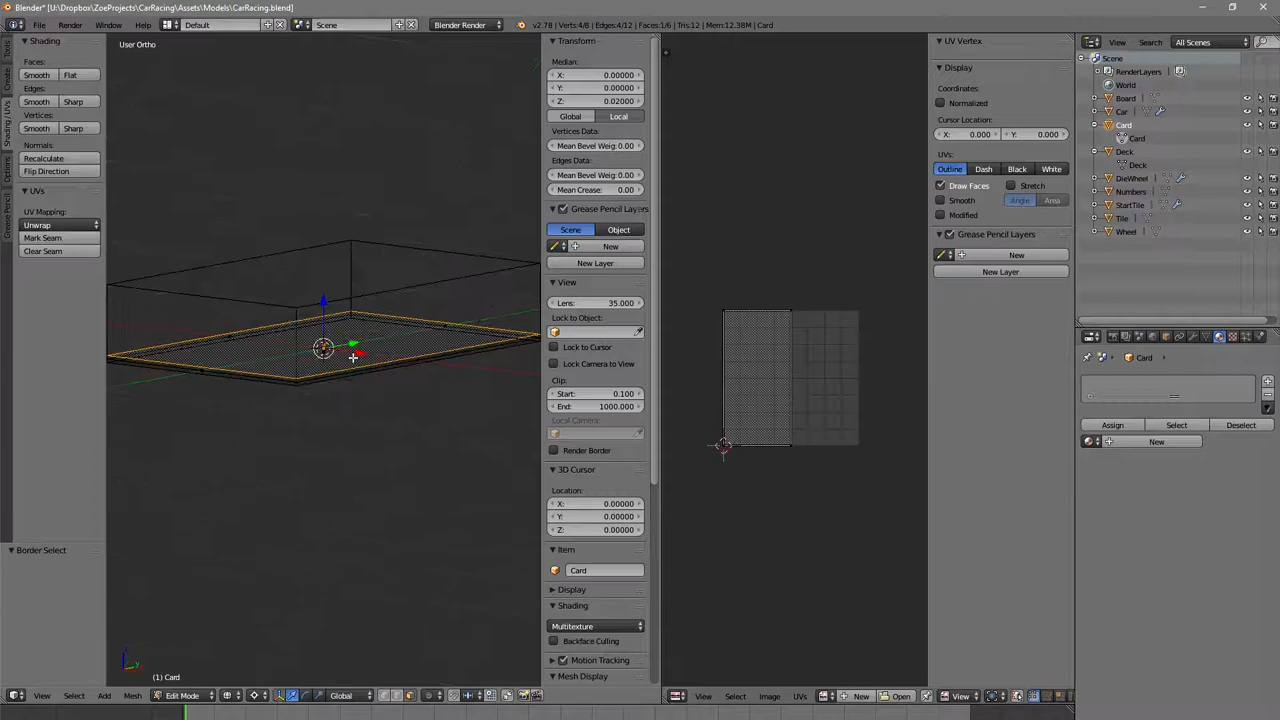 Blender* [U:\Dropbox\ZoeProjects\CarRacing\Assets\Models\CarRacing.blend]
File Render Window Help Default Scene Blender Render v2.78 | Verts:4/8 | Edges:4/12 | Faces:1/6 | Tris:12 | Mem:12.38M | Card
Tools
Create
Shading / UVs
Options
Grease Pencil
Shading
Faces:
Smooth Flat
Edges:
Smooth Sharp
Vertices:
Smooth Sharp
Normals:
Recalculate
Flip Direction
UVs
UV Mapping:
Unwrap
Mark Seam
Clear Seam
Border Select
User Ortho
(1) Card
View Select Add Mesh Edit Mode Global
Transform
Median:
X: 0.00000
Y: 0.00000
Z: 0.02000
Global Local
Vertices Data:
Mean Bevel Weig: 0.00
Edges Data:
Mean Bevel Weig: 0.00
Mean Crease: 0.00
Grease Pencil Layers
Scene Object
New
New Layer
View
Lens: 35.000
Lock to Object:
Lock to Cursor
Lock Camera to View
Clip:
Start: 0.100
End: 1000.000
Local Camera:
Render Border
3D Cursor
Location:
X: 0.00000
Y: 0.00000
Z: 0.00000
Item
Card
Display
Shading
Multitexture
Backface Culling
Motion Tracking
Mesh Display
View Select Image UVs New Open View
UV Vertex
Display
Coordinates:
Normalized
Cursor Location:
X: 0.000 Y: 0.000
UVs:
Outline Dash Black White
Draw Faces Stretch
Smooth Angle Area
Modified
Grease Pencil Layers
New
New Layer
View Search All Scenes
Scene
RenderLayers
World
Board
Car
Card
Card
Deck
Deck
DieWheel
Numbers
StartTile
Tile
Wheel
Card
Assign Select Deselect
New